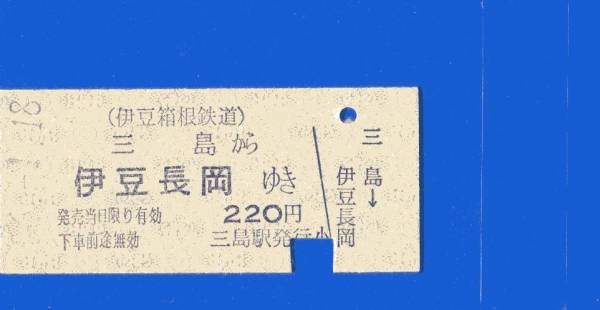 18
(伊豆箱根鉄道)
三 島 から
伊豆長岡 ゆき
発売当日限り有効 220円
下車前途無効 三島駅発行 小
三島→
伊豆長岡